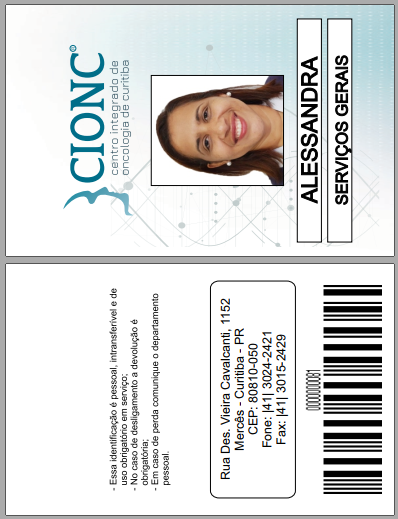 CIONC®
centro integrado de
oncologia de curitiba
ALESSANDRA
SERVIÇOS GERAIS
- Essa identificação é pessoal, intransferível e de
uso obrigatório em serviço;
- No caso de desligamento a devolução é
obrigatória;
- Em caso de perda comunique o departamento
pessoal.
Rua Des. Vieira Cavalcanti, 1152
Mercês - Curitiba - PR
CEP: 80810-050
Fone: |41| 3024-2421
Fax: |41| 3015-2429